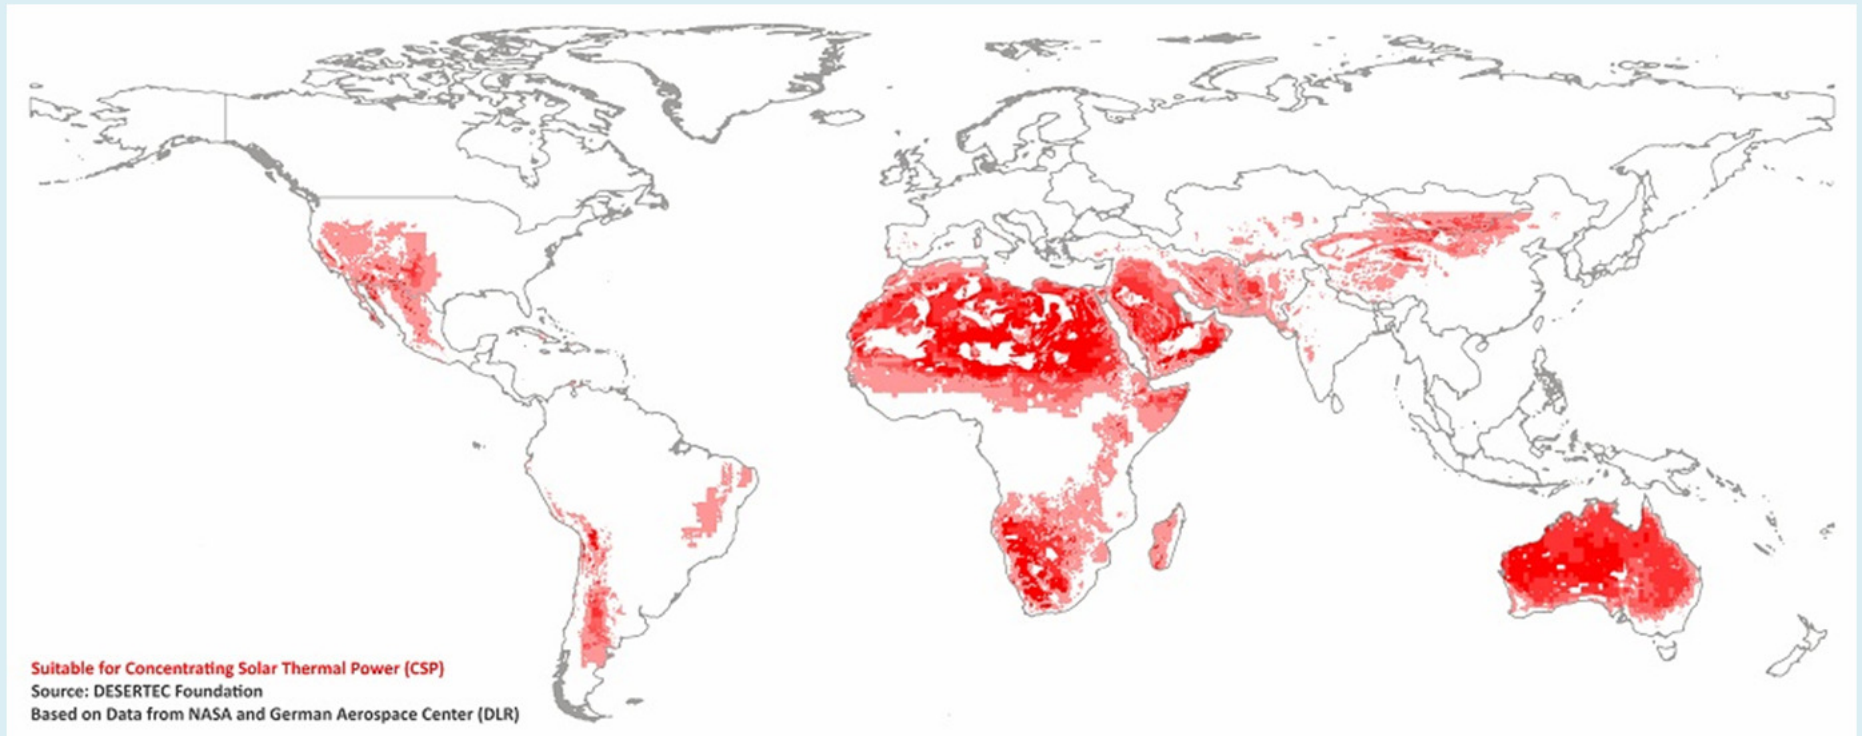 Suitable for Concentrating Solar Thermal Power (CSP)
Source: DESERTEC Foundation
Based on Data from NASA and German Aerospace Center (DLR)